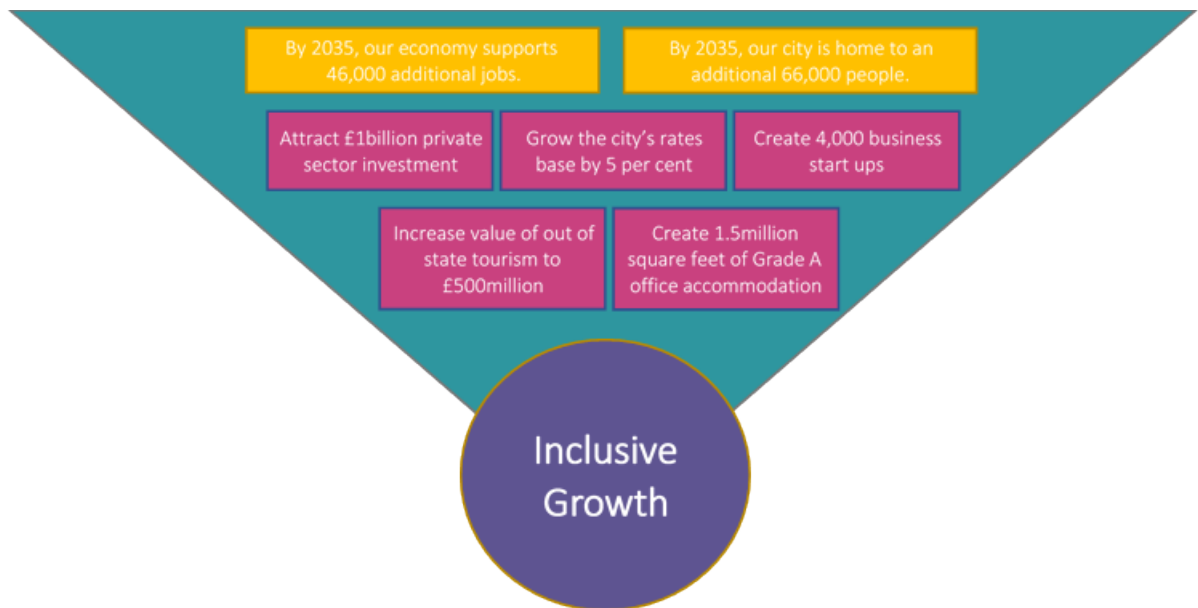 By 2035, our economy supports
46,000 additional jobs.
By 2035, our city is home to an
additional 66,000 people.
Attract £1billion private
sector investment
Grow the city's rates
base by 5 per cent
Create 4,000 business
start ups
Increase value of out of
state tourism to
£500million
Create 1.5million
square feet of Grade A
office accommodation
Inclusive
Growth